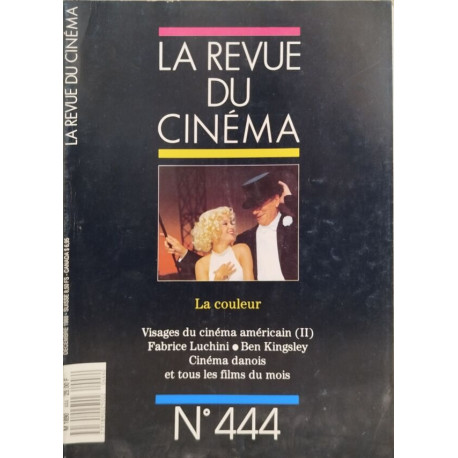 LA REVUE DU CINÉMA
LA REVUE
DU
CINÉMA
La couleur
Visages du cinéma américain (II)
Fabrice Luchini ● Ben Kingsley
Cinéma danois
et tous les films du mois
N° 444